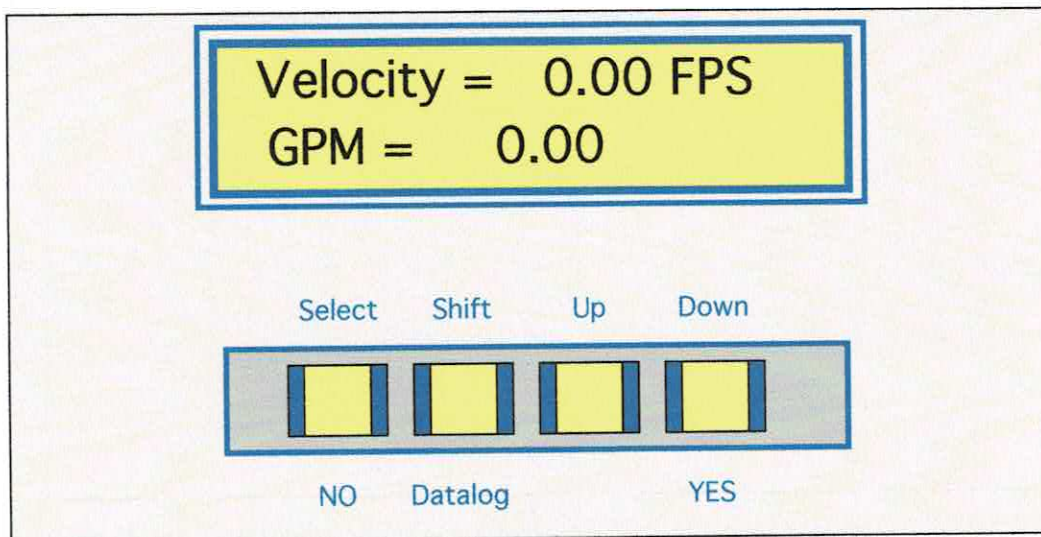 Velocity = 0.00 FPS
GPM = 0.00
Select Shift Up Down
NO Datalog YES